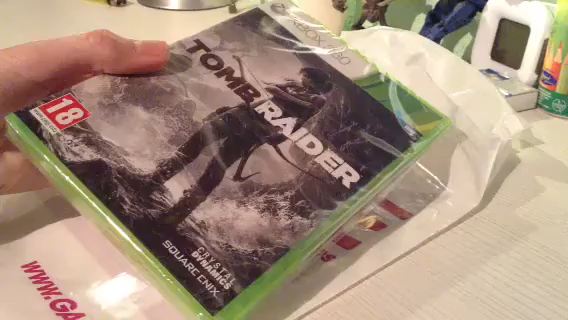 XBOX 360
TOMB RAIDER
18
CRYSTAL
DYNAMICS
SQUARE ENIX
www.GA